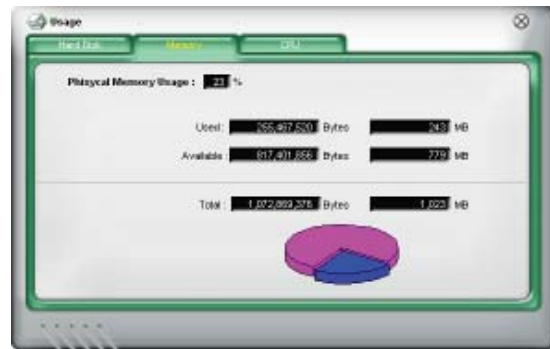 Usage
Hard Disk Memory CPU
Phisycal Memory Usage : 23 %
Used : 255,467,520 Bytes 243 MB
Available : 817,401,856 Bytes 779 MB
Total : 1,072,869,376 Bytes 1,023 MB